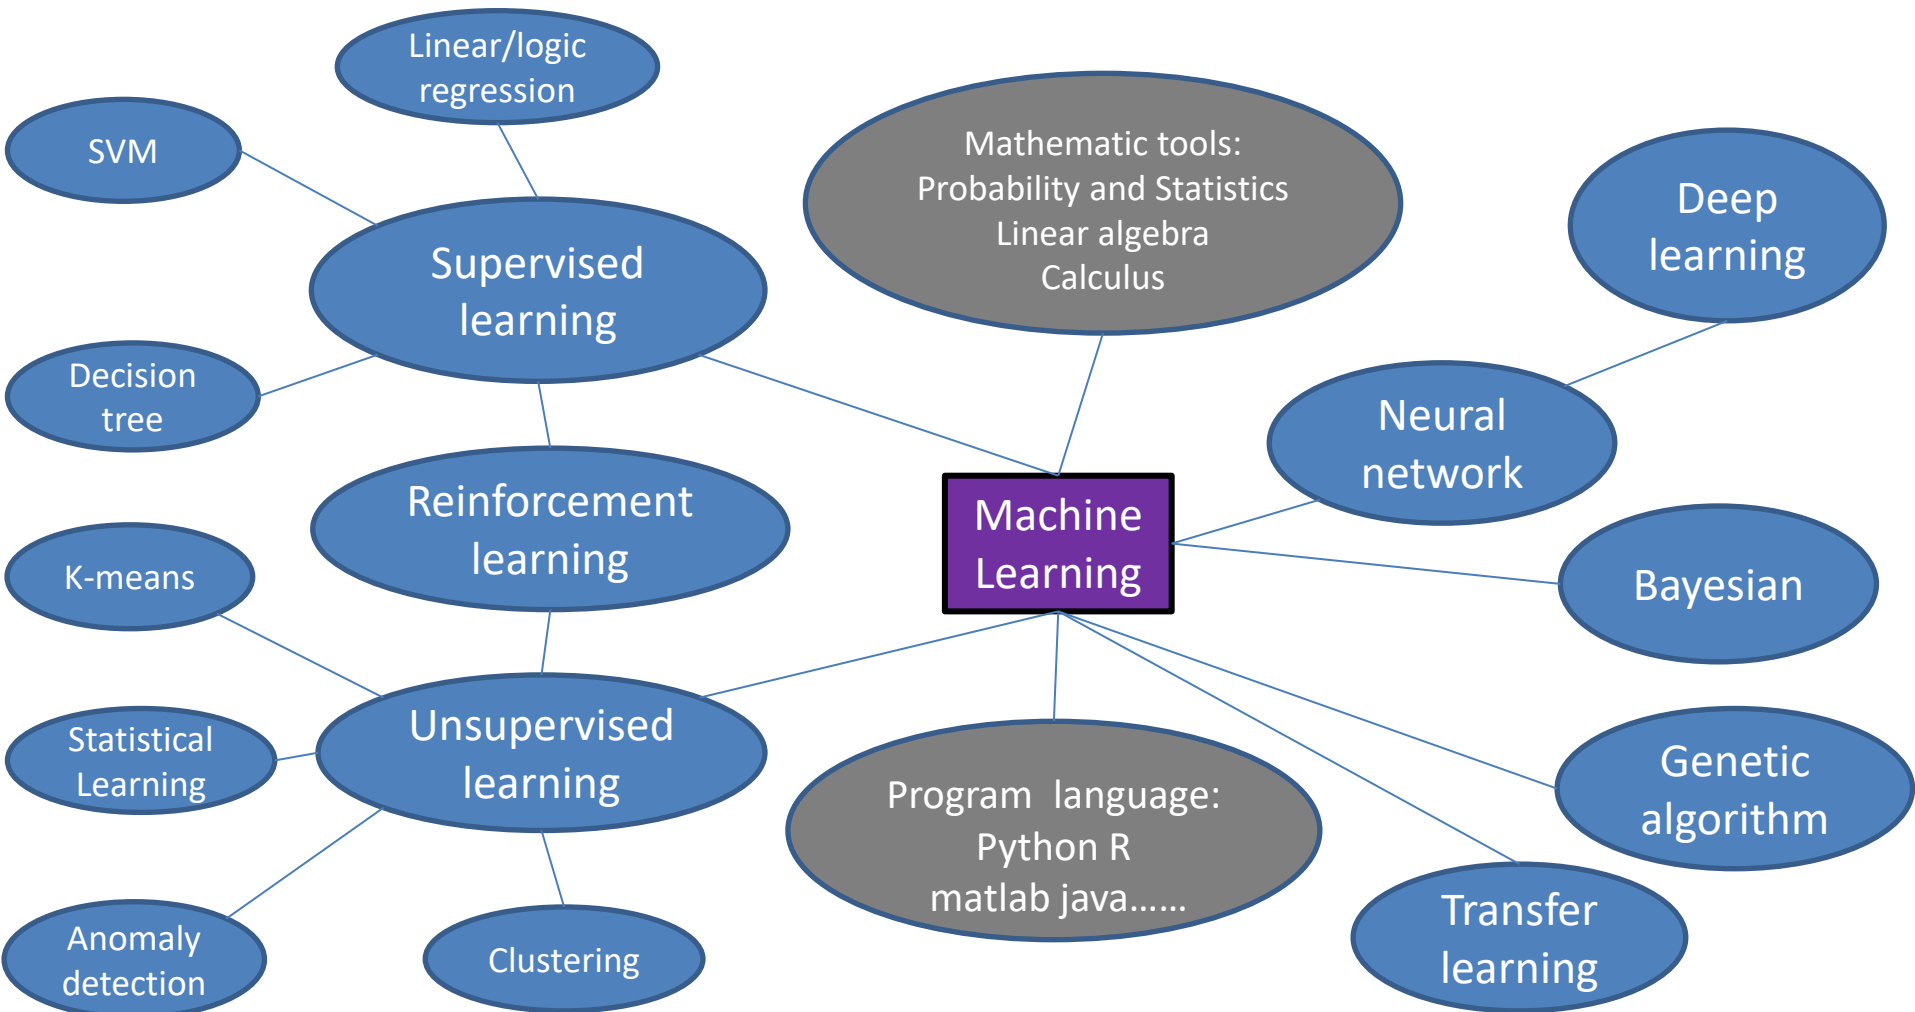 Linear/logic
regression
SVM
Mathematic tools:
Probability and Statistics
Linear algebra
Calculus
Deep
learning
Supervised
learning
Decision
tree
Neural
network
Reinforcement
learning
Machine
Learning
K-means
Bayesian
Unsupervised
learning
Statistical
Learning
Program  language:
Python R
matlab java......
Genetic
algorithm
Transfer
learning
Anomaly
detection
Clustering